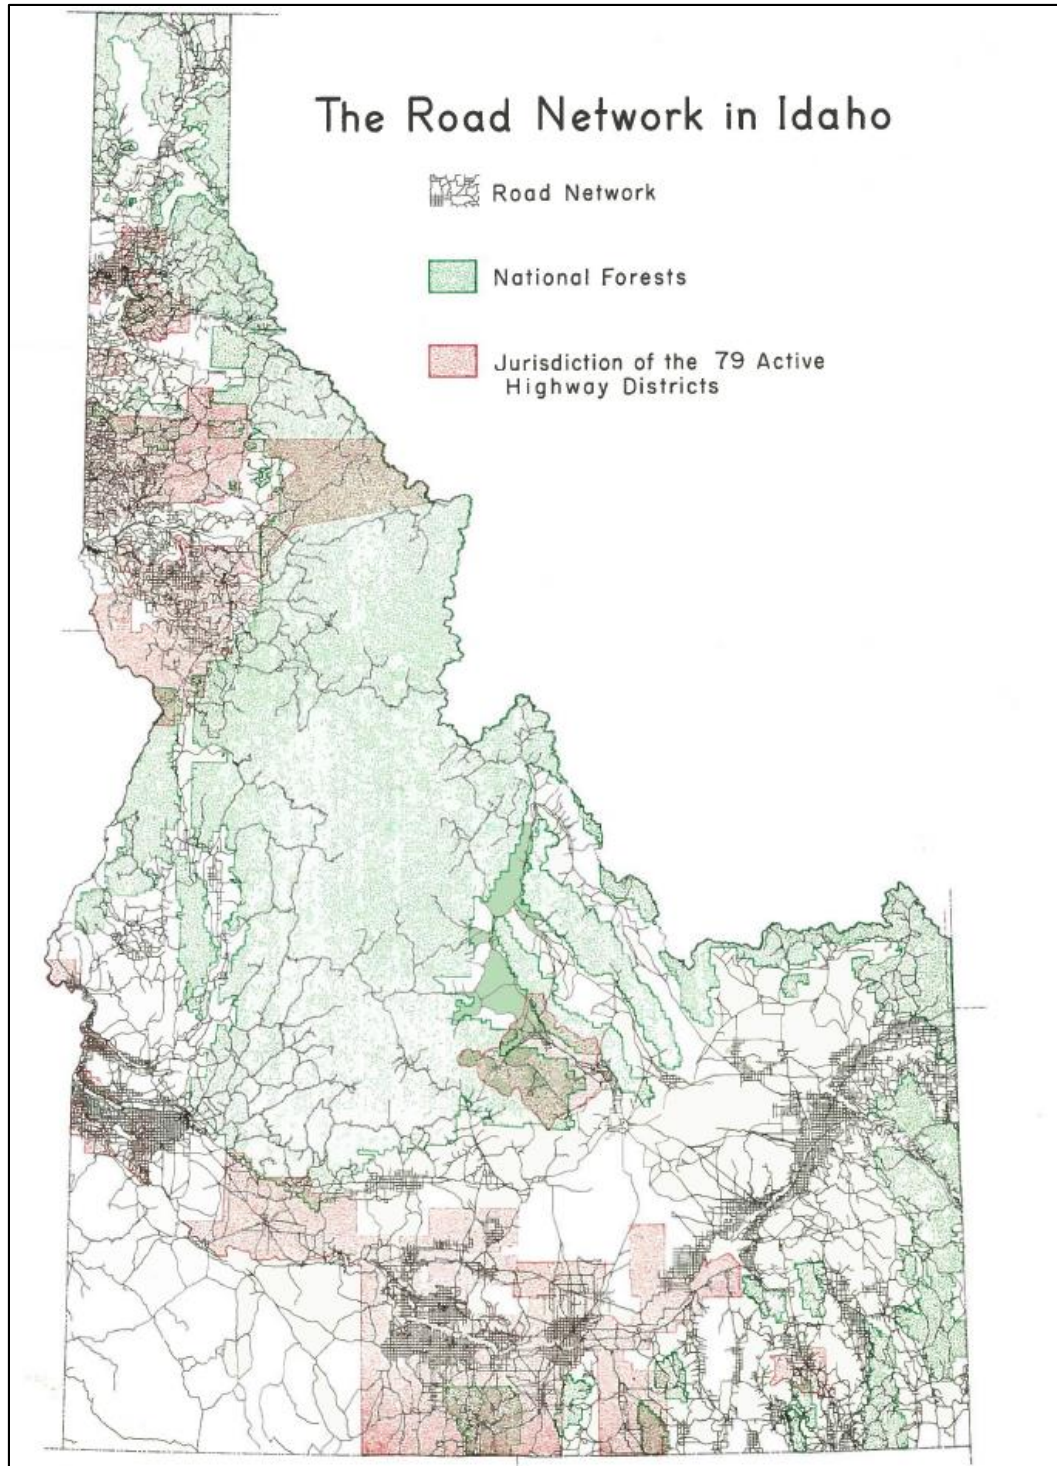 The Road Network in Idaho
Road Network
National Forests
Jurisdiction of the 79 Active
Highway Districts